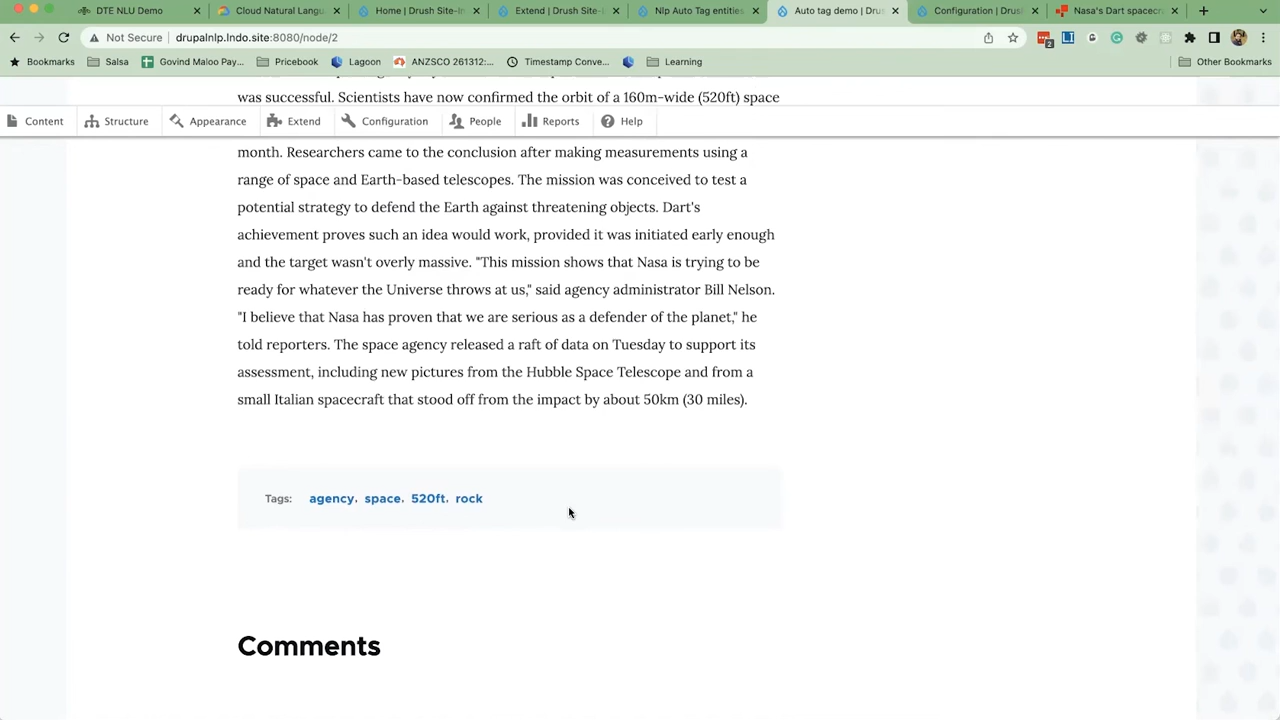 DTE NLU Demo
Cloud Natural Langu
Home | Drush Site-In
Extend | Drush Site-
Nlp Auto Tag entities
Auto tag demo | Drus
Configuration | Drush
Nasa's Dart spacecr
Not Secure | drupalnlp.lndo.site:8080/node/2
Bookmarks
Salsa
Govind Maloo Pay...
Pricebook
Lagoon
ANZSCO 261312:...
Timestamp Conve...
Learning
Other Bookmarks
was successful. Scientists have now confirmed the orbit of a 160m-wide (520ft) space
Content
Structure
Appearance
Extend
Configuration
People
Reports
Help
month. Researchers came to the conclusion after making measurements using a
range of space and Earth-based telescopes. The mission was conceived to test a
potential strategy to defend the Earth against threatening objects. Dart's
achievement proves such an idea would work, provided it was initiated early enough
and the target wasn't overly massive. "This mission shows that Nasa is trying to be
ready for whatever the Universe throws at us," said agency administrator Bill Nelson.
"I believe that Nasa has proven that we are serious as a defender of the planet," he
told reporters. The space agency released a raft of data on Tuesday to support its
assessment, including new pictures from the Hubble Space Telescope and from a
small Italian spacecraft that stood off from the impact by about 50km (30 miles).
Tags: agency, space, 520ft, rock
Comments